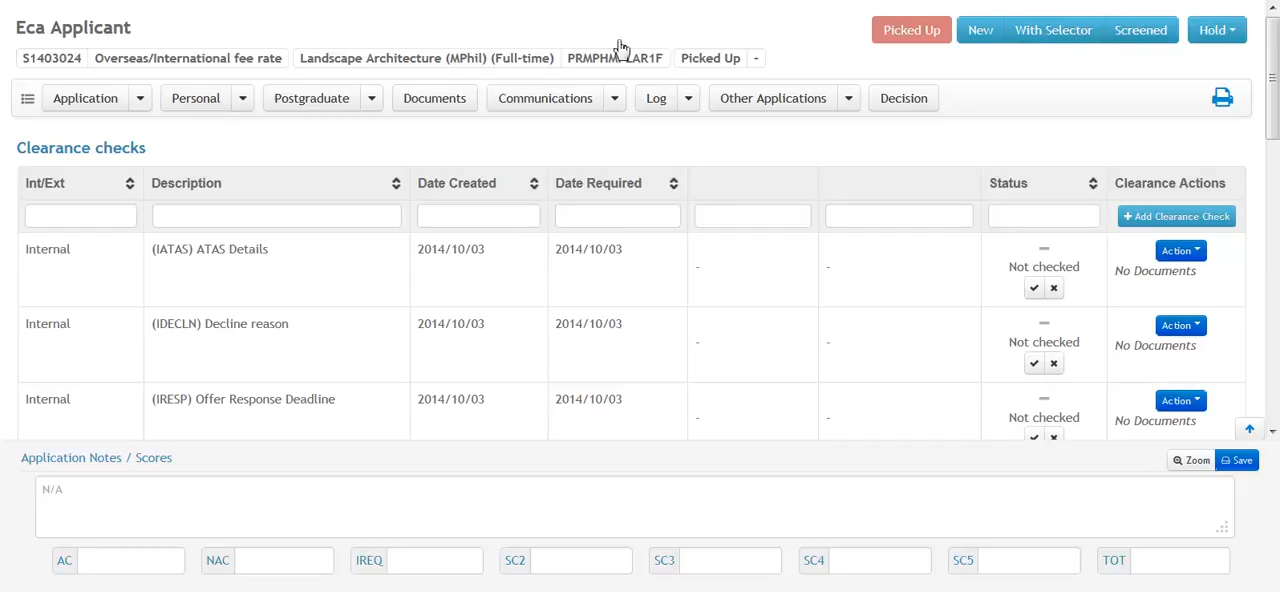 Eca Applicant
Picked Up New With Selector Screened Hold
S1403024 Overseas/International fee rate Landscape Architecture (MPhil) (Full-time) Picked Up -
Application Personal Postgraduate Documents Communications Log Other Applications Decision
Clearance checks
Int/Ext Description Date Created Date Required Status Clearance Actions
Add Clearance Check
Internal (IATAS) ATAS Details 2014/10/03 2014/10/03 - - Not checked Action
No Documents
Internal (IDECLN) Decline reason 2014/10/03 2014/10/03 - - Not checked Action
No Documents
Internal (IRESP) Offer Response Deadline 2014/10/03 2014/10/03 - - Not checked Action
No Documents
Application Notes / Scores Zoom Save
N/A
AC NAC IREQ SC2 SC3 SC4 SC5 TOT